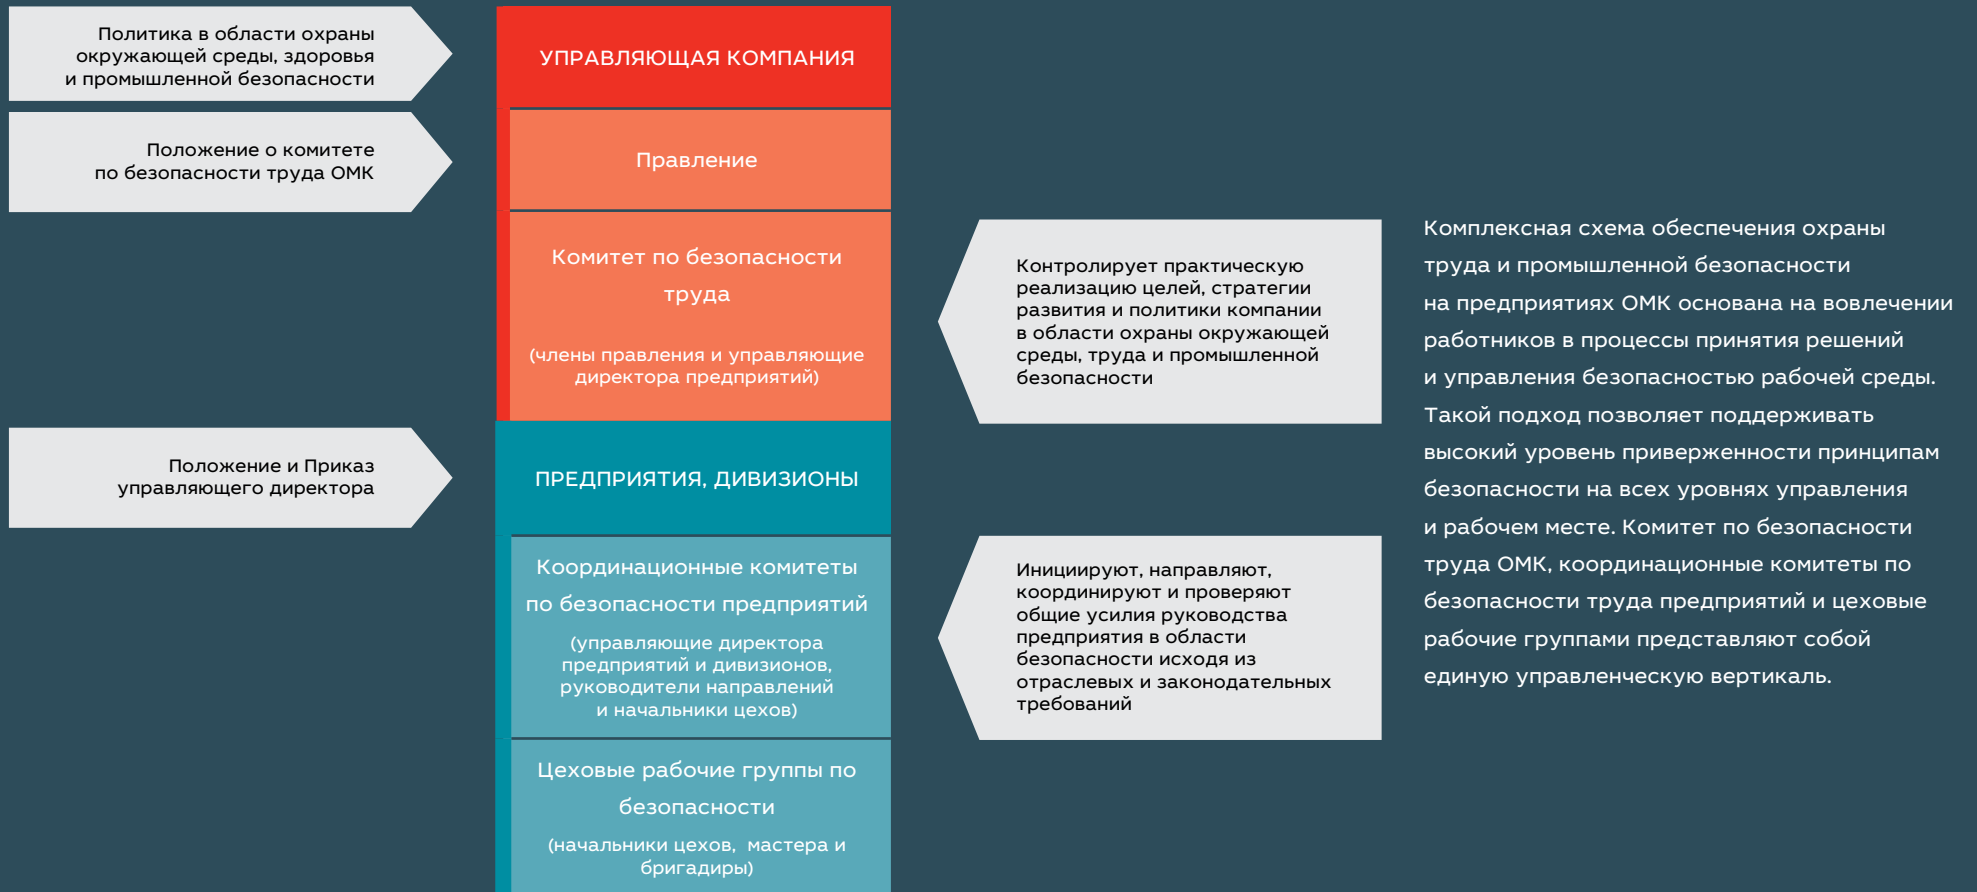 Политика в области охраны
окружающей среды, здоровья
и промышленной безопасности
Положение о комитете
по безопасности труда ОМК
Положение и Приказ
управляющего директора
УПРАВЛЯЮЩАЯ КОМПАНИЯ
Правление
Комитет по безопасности
труда
(члены правления и управляющие
директора предприятий)
ПРЕДПРИЯТИЯ, ДИВИЗИОНЫ
Координационные комитеты
по безопасности предприятий
(управляющие директора
предприятий и дивизионов,
руководители направлений
и начальники цехов)
Цеховые рабочие группы по
безопасности
(начальники цехов, мастера и
бригадиры)
Контролирует практическую
реализацию целей, стратегии
развития и политики компании
в области охраны окружающей
среды, труда и промышленной
безопасности
Инициируют, направляют,
координируют и проверяют
общие усилия руководства
предприятия в области
безопасности исходя из
отраслевых и законодательных
требований
Комплексная схема обеспечения охраны
труда и промышленной безопасности
на предприятиях ОМК основана на вовлечении
работников в процессы принятия решений
и управления безопасностью рабочей среды.
Такой подход позволяет поддерживать
высокий уровень приверженности принципам
безопасности на всех уровнях управления
и рабочем месте. Комитет по безопасности
труда ОМК, координационные комитеты по
безопасности труда предприятий и цеховые
рабочие группами представляют собой
единую управленческую вертикаль.